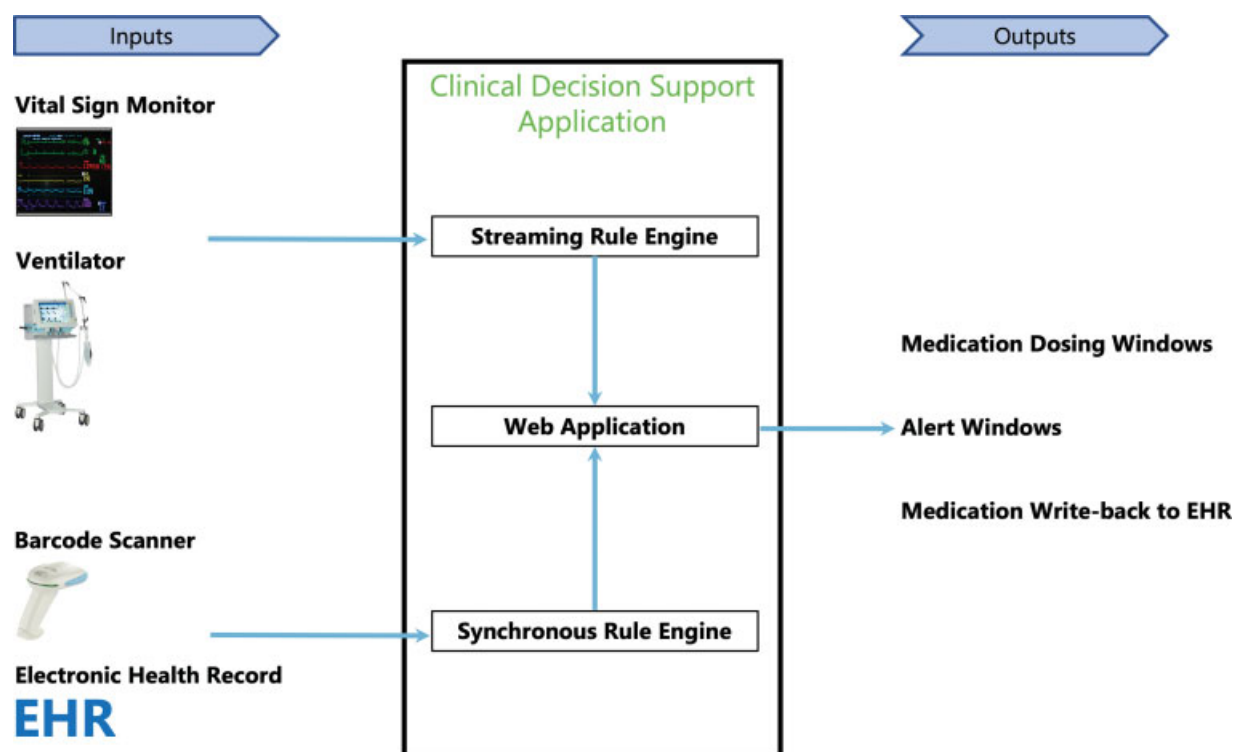 Inputs
Outputs
Clinical Decision Support
Application
Vital Sign Monitor
Streaming Rule Engine
Ventilator
Medication Dosing Windows
Web Application
Alert Windows
Medication Write-back to EHR
Barcode Scanner
Synchronous Rule Engine
Electronic Health Record
EHR